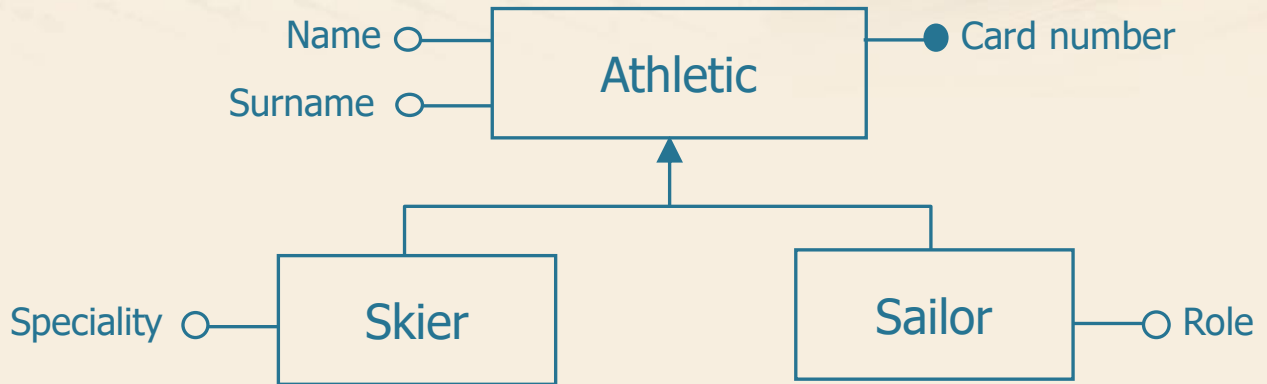 Name
Card number
Athletic
Surname
Skier
Sailor
Speciality
Role